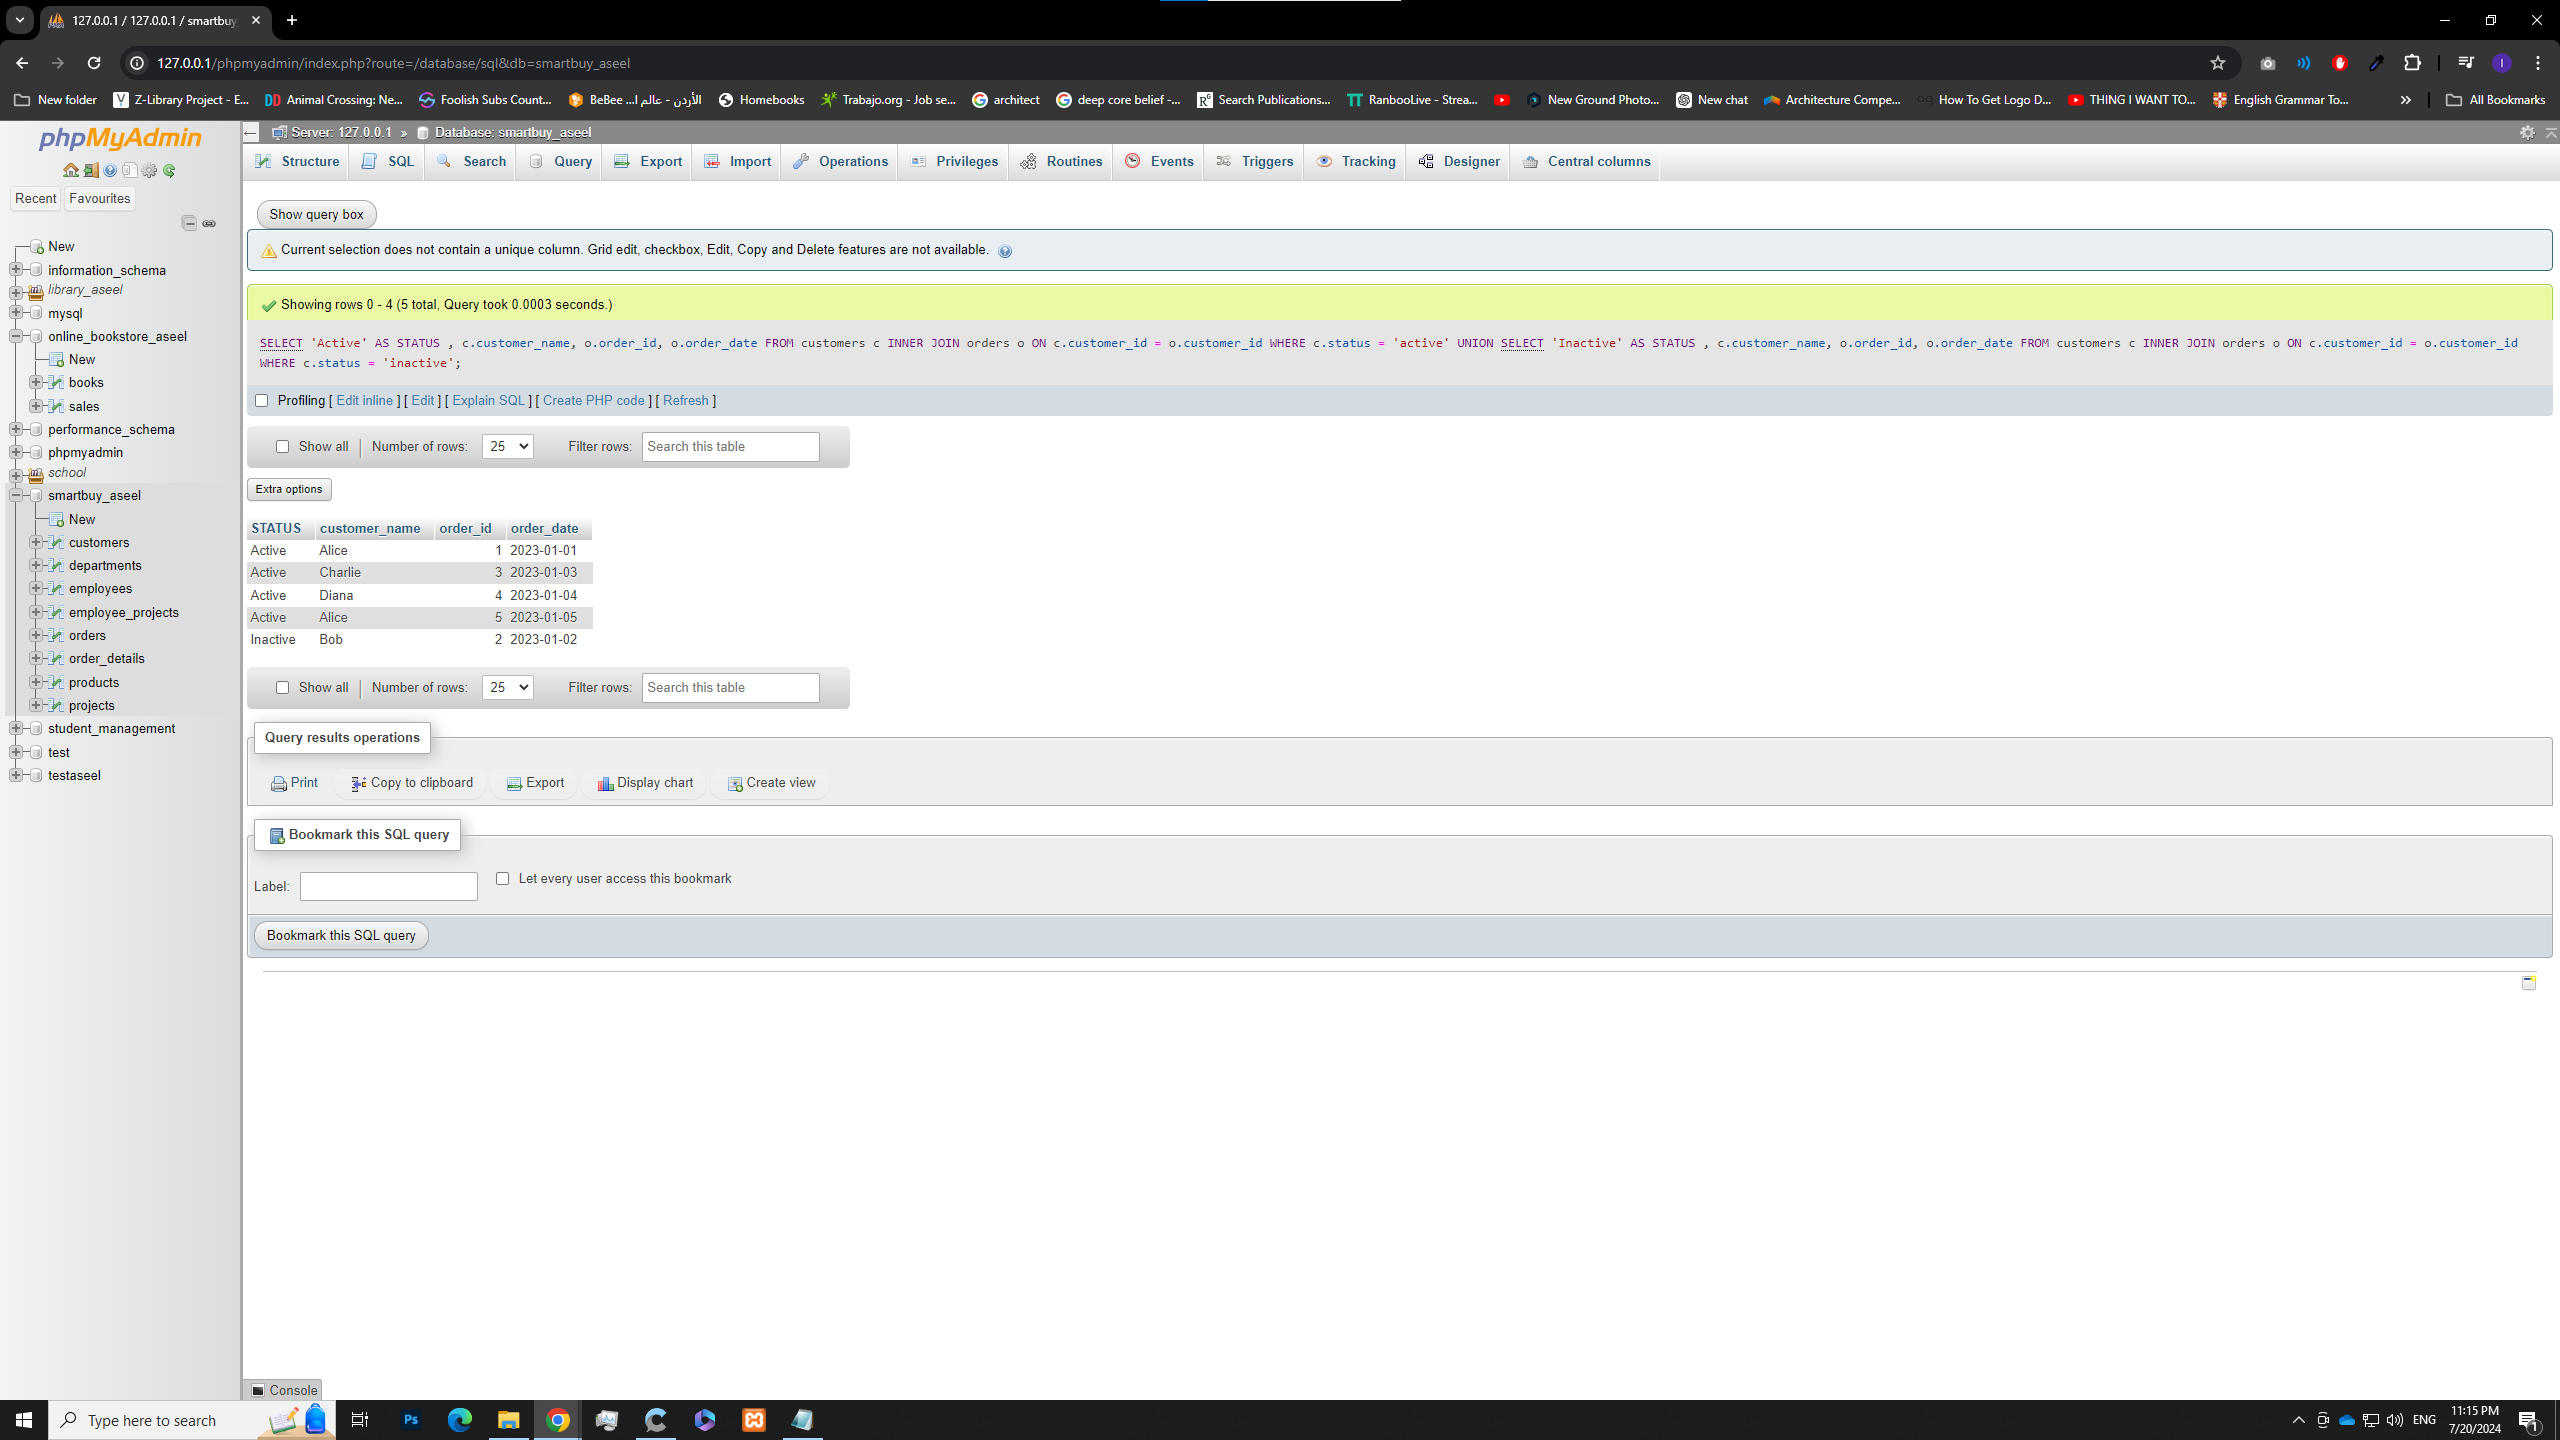 127.0.0.1 / 127.0.0.1 / smartbuy
127.0.0.1/phpmyadmin/index.php?route=/database/sql&db=smartbuy_aseel
New folder Z-Library Project - E... Animal Crossing: Ne... Foolish Subs Count... BeBee الأردن - عالم ا... Homebooks Trabajo.org - Job se... architect deep core belief -... Search Publications... RanbooLive - Strea... New Ground Photo... New chat Architecture Compe... How To Get Logo D... THING I WANT TO... English Grammar To... » All Bookmarks
phpMyAdmin
Recent Favourites
New
information_schema
library_aseel
mysql
online_bookstore_aseel
New
books
sales
performance_schema
phpmyadmin
school
smartbuy_aseel
New
customers
departments
employees
employee_projects
orders
order_details
products
projects
student_management
test
testaseel
Server: 127.0.0.1 » Database: smartbuy_aseel
Structure SQL Search Query Export Import Operations Privileges Routines Events Triggers Tracking Designer Central columns
Show query box
Current selection does not contain a unique column. Grid edit, checkbox, Edit, Copy and Delete features are not available.
Showing rows 0 - 4 (5 total, Query took 0.0003 seconds.)
SELECT 'Active' AS STATUS , c.customer_name, o.order_id, o.order_date FROM customers c INNER JOIN orders o ON c.customer_id = o.customer_id WHERE c.status = 'active' UNION SELECT 'Inactive' AS STATUS , c.customer_name, o.order_id, o.order_date FROM customers c INNER JOIN orders o ON c.customer_id = o.customer_id
WHERE c.status = 'inactive';
Profiling [ Edit inline ] [ Edit ] [ Explain SQL ] [ Create PHP code ] [ Refresh ]
Show all Number of rows: 25 Filter rows: Search this table
Extra options
STATUS customer_name order_id order_date
Active Alice 1 2023-01-01
Active Charlie 3 2023-01-03
Active Diana 4 2023-01-04
Active Alice 5 2023-01-05
Inactive Bob 2 2023-01-02
Show all Number of rows: 25 Filter rows: Search this table
Query results operations
Print Copy to clipboard Export Display chart Create view
Bookmark this SQL query
Label: Let every user access this bookmark
Bookmark this SQL query
Console
Type here to search
Ps
ENG
11:15 PM
7/20/2024
1